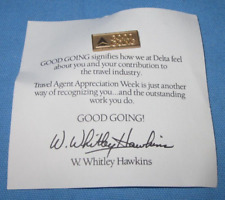 GOOD GOING signifies how we at Delta feel
about you and your contribution to
the travel industry.
Travel Agent Appreciation Week is just another
way of recognizing you...and the outstanding
work you do.
GOOD GOING!
W. Whitley Hawkins
W. Whitley Hawkins